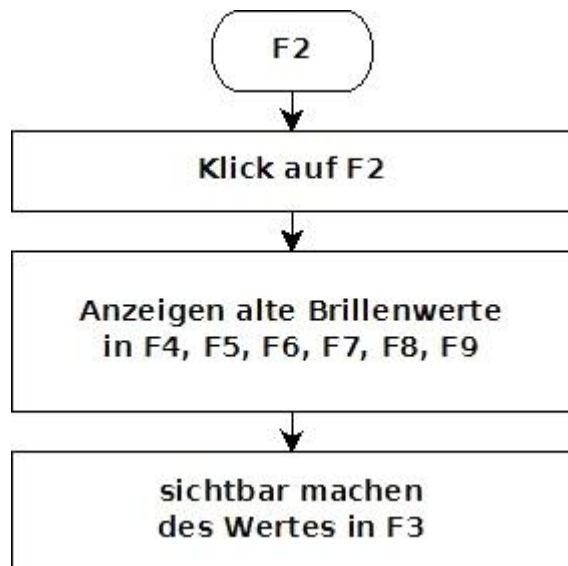 F2
Klick auf F2
Anzeigen alte Brillenwerte
in F4, F5, F6, F7, F8, F9
sichtbar machen
des Wertes in F3